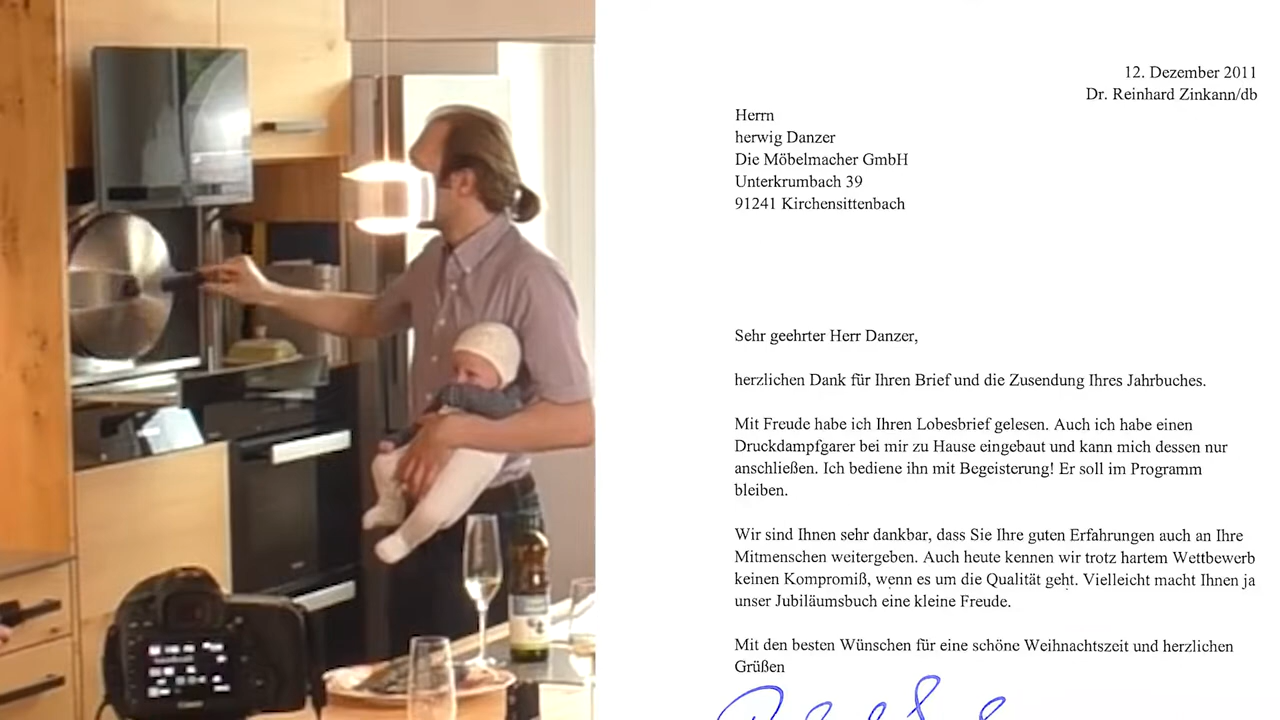 12. Dezember 2011
Dr. Reinhard Zinkann/db
Herrn
herwig Danzer
Die Möbelmacher GmbH
Unterkrumbach 39
91241 Kirchensittenbach
Sehr geehrter Herr Danzer,
herzlichen Dank für Ihren Brief und die Zusendung Ihres Jahrbuches.
Mit Freude habe ich Ihren Lobesbrief gelesen. Auch ich habe einen
Druckdampfgarer bei mir zu Hause eingebaut und kann mich dessen nur
anschließen. Ich bediene ihn mit Begeisterung! Er soll im Programm
bleiben.
Wir sind Ihnen sehr dankbar, dass Sie Ihre guten Erfahrungen auch an Ihre
Mitmenschen weitergeben. Auch heute kennen wir trotz hartem Wettbewerb
keinen Kompromiß, wenn es um die Qualität geht. Vielleicht macht Ihnen ja
unser Jubiläumsbuch eine kleine Freude.
Mit den besten Wünschen für eine schöne Weihnachtszeit und herzlichen
Grüßen
Canon